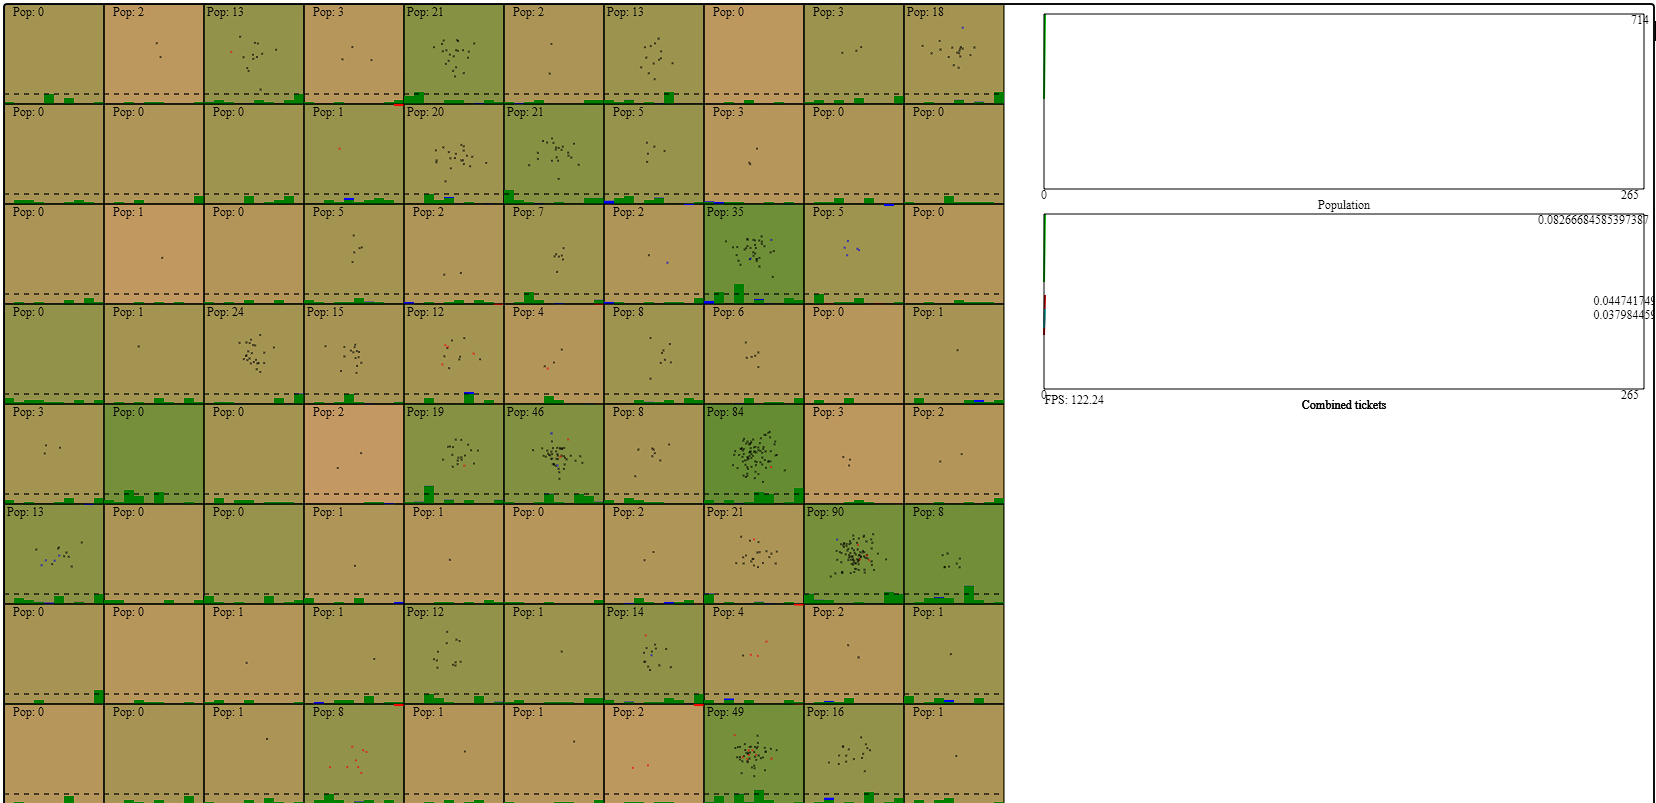 Pop: 0 Pop: 2 Pop: 13 Pop: 3 Pop: 21 Pop: 2 Pop: 13 Pop: 0 Pop: 3 Pop: 18
Pop: 0 Pop: 0 Pop: 0 Pop: 1 Pop: 20 Pop: 21 Pop: 5 Pop: 3 Pop: 0 Pop: 0
Pop: 0 Pop: 1 Pop: 0 Pop: 5 Pop: 2 Pop: 7 Pop: 2 Pop: 35 Pop: 5 Pop: 0
Pop: 0 Pop: 1 Pop: 24 Pop: 15 Pop: 12 Pop: 4 Pop: 8 Pop: 6 Pop: 0 Pop: 1
Pop: 3 Pop: 0 Pop: 0 Pop: 2 Pop: 19 Pop: 46 Pop: 8 Pop: 84 Pop: 3 Pop: 2
Pop: 13 Pop: 0 Pop: 0 Pop: 1 Pop: 1 Pop: 0 Pop: 2 Pop: 21 Pop: 90 Pop: 8
Pop: 0 Pop: 0 Pop: 1 Pop: 1 Pop: 12 Pop: 1 Pop: 14 Pop: 4 Pop: 2 Pop: 1
Pop: 0 Pop: 0 Pop: 1 Pop: 8 Pop: 1 Pop: 1 Pop: 2 Pop: 49 Pop: 16 Pop: 1
714
0 265
Population
0.08266684585397387
0.044741749
0.037984459
0 265
FPS: 122.24
Combined tickets